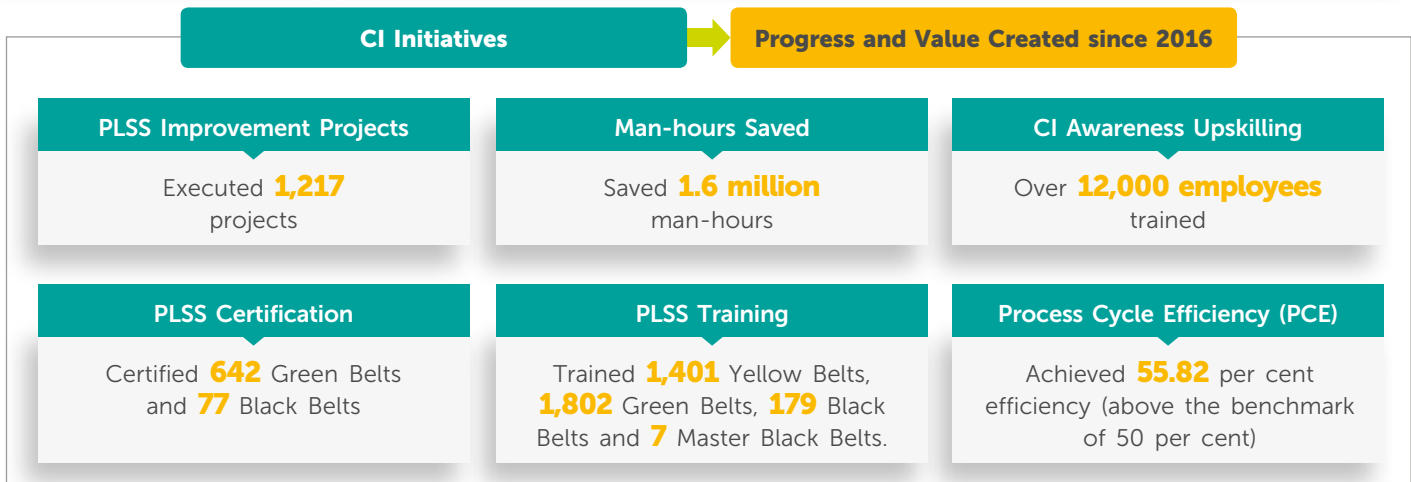 CI Initiatives
Progress and Value Created since 2016
PLSS Improvement Projects
Executed 1,217
projects
Man-hours Saved
Saved 1.6 million
man-hours
CI Awareness Upskilling
Over 12,000 employees
trained
PLSS Certification
Certified 642 Green Belts
and 77 Black Belts
PLSS Training
Trained 1,401 Yellow Belts,
1,802 Green Belts, 179 Black
Belts and 7 Master Black Belts.
Process Cycle Efficiency (PCE)
Achieved 55.82 per cent
efficiency (above the benchmark
of 50 per cent)